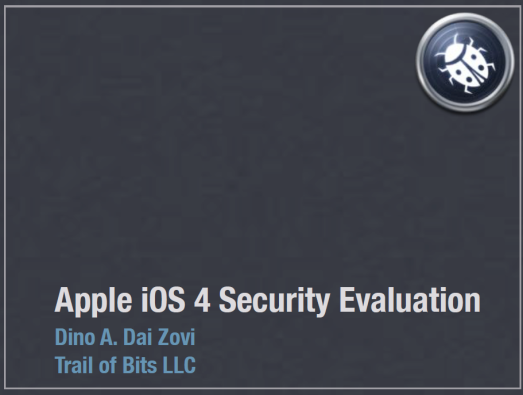 Apple iOS 4 Security Evaluation
Dino A. Dai Zovi
Trail of Bits LLC